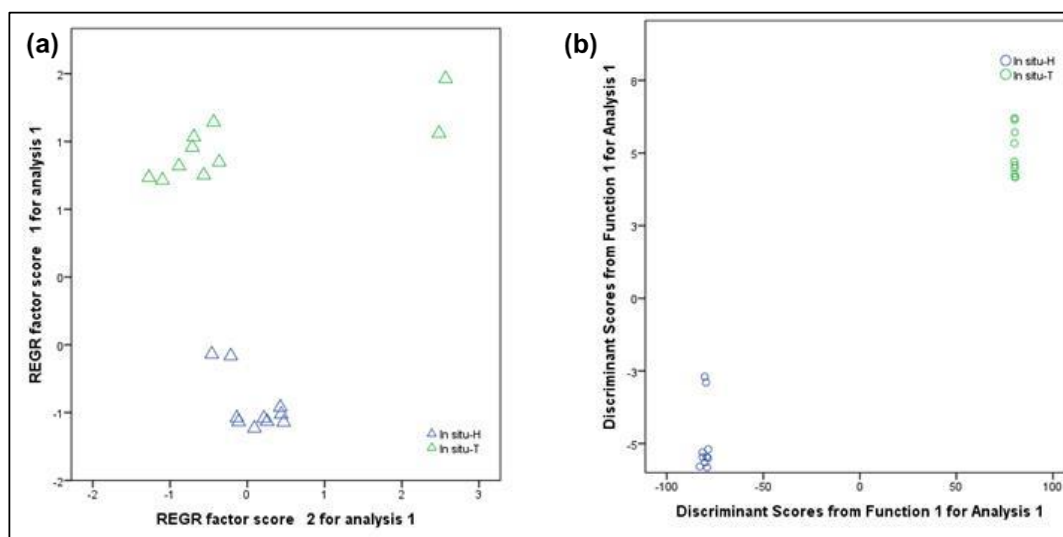 (a)
REGR factor score 1 for analysis 1
2
1
1
0
0
-1
-2
-2
-1
0
1
2
3
REGR factor score 2 for analysis 1
In situ-H
In situ-T
(b)
Discriminant Scores from Function 1 for Analysis 1
8
5
3
0
-3
-5
-100
-50
0
50
100
Discriminant Scores from Function 1 for Analysis 1
In situ-H
In situ-T